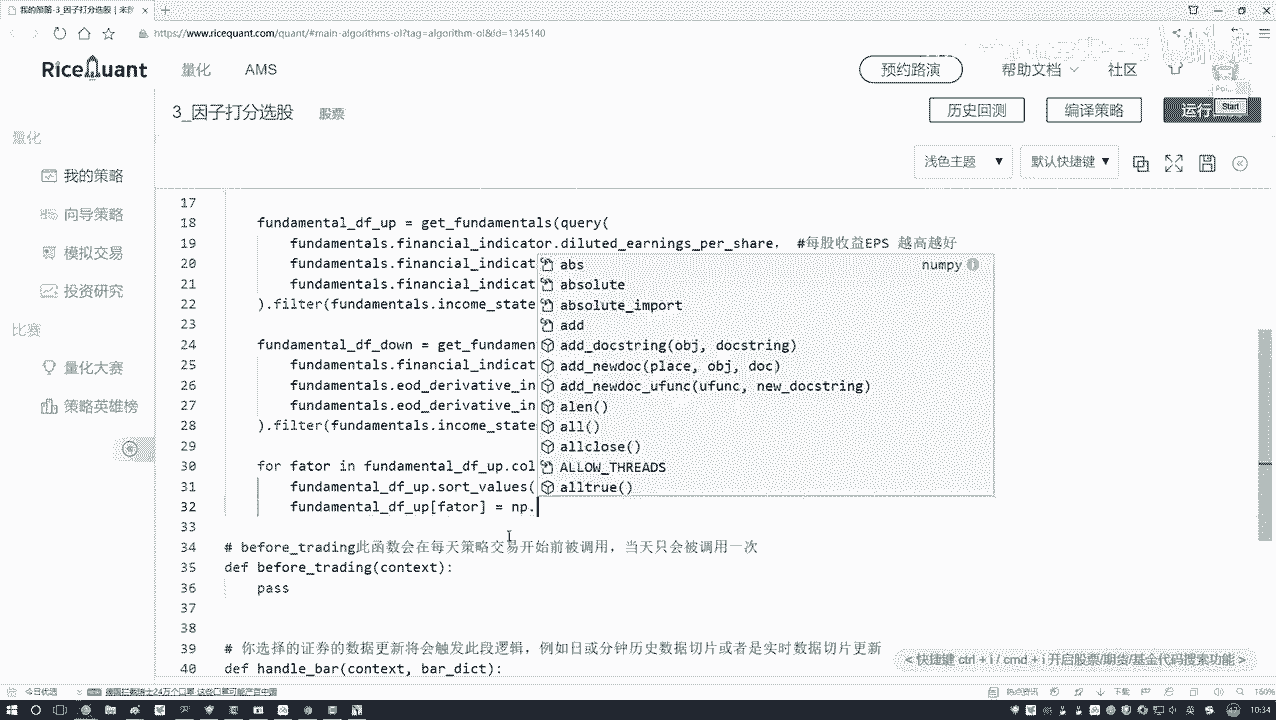 我的策略-3_因子打分选股 | 米
https://www.ricequant.com/quant/#main-algorithms-ol?tag=algorithm-ol&id=1345140
RiceQuant 量化 AMS 预约路演 帮助文档 社区
3_因子打分选股 股票 历史回测 编译策略 运行 Start
量化 浅色主题 默认快捷键
我的策略
向导策略
模拟交易
投资研究
比赛
量化大赛
策略英雄榜
17
18 fundamental_df_up = get_fundamentals(query(
19 fundamentals.financial_indicator.diluted_earnings_per_share, #每股收益EPS 越高越好
20 fundamentals.financial_indicat
21 fundamentals.financial_indicat
22 ).filter(fundamentals.income_state
23
24 fundamental_df_down = get_fundamen
25 fundamentals.financial_indicat
26 fundamentals.eod_derivative_in
27 fundamentals.eod_derivative_in
28 ).filter(fundamentals.income_state
29
30 for fator in fundamental_df_up.col
31 fundamental_df_up.sort_values(
32 fundamental_df_up[fator] = np.
33
34 # before_trading此函数会在每天策略交易开始前被调用，当天只会被调用一次
35 def before_trading(context):
36 pass
37
38
39 # 你选择的证券的数据更新将会触发此段逻辑，例如日或分钟历史数据切片或者是实时数据切片更新
40 def handle_bar(context, bar_dict):
abs numpy
absolute
absolute_import
add
add_docstring(obj, docstring)
add_newdoc(place, obj, doc)
add_newdoc_ufunc(ufunc, new_docstring)
alen()
all()
allclose()
ALLOW_THREADS
alltrue()
< 快捷键 ctrl + i / cmd + i 开启股票/期货/基金代码搜索功能 >
今日优选 热点资讯 下载 160%
英 10:34